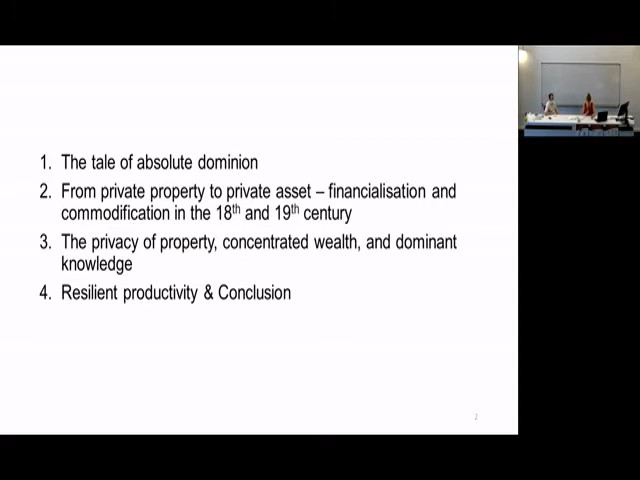 1. The tale of absolute dominion
2. From private property to private asset – financialisation and
commodification in the 18th and 19th century
3. The privacy of property, concentrated wealth, and dominant
knowledge
4. Resilient productivity & Conclusion
2